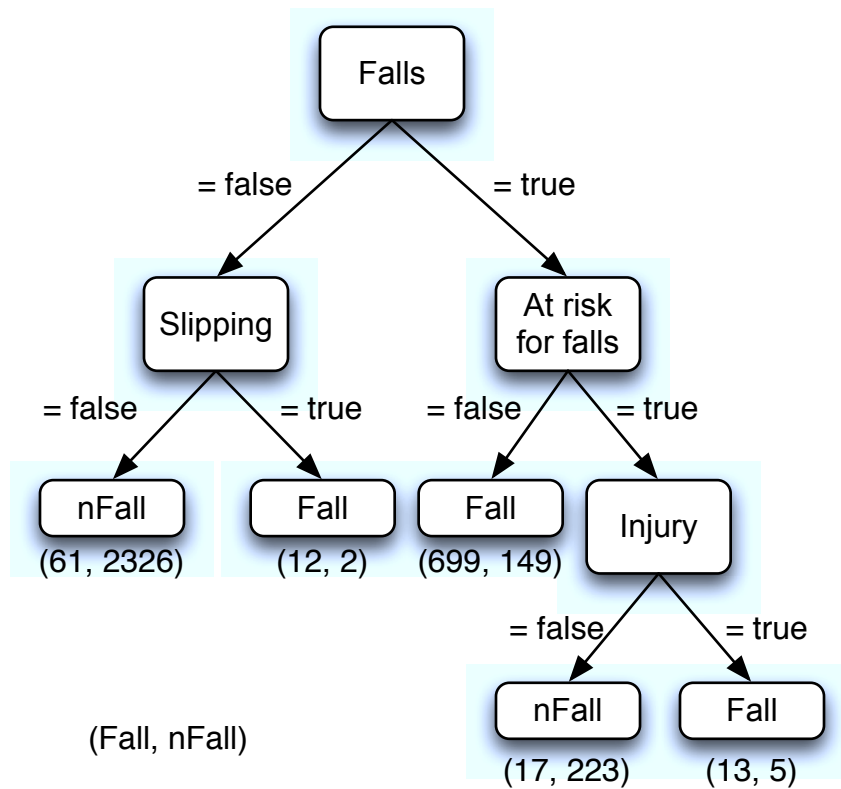 Falls
= false
= true
Slipping
At risk
for falls
= false
= true
= false
= true
nFall
Fall
Fall
Injury
(61, 2326)
(12, 2)
(699, 149)
= false
= true
nFall
Fall
(Fall, nFall)
(17, 223)
(13, 5)